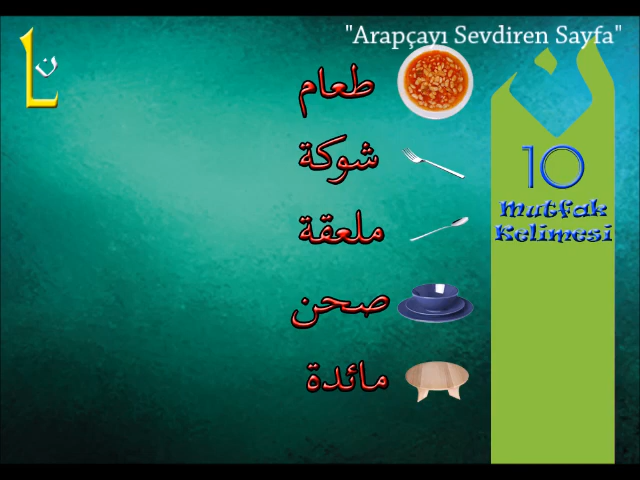 "Arapçayı Sevdiren Sayfa"
طعام
شوكة
ملعقة
صحن
مائدة
10
Mutfak
Kelimesi